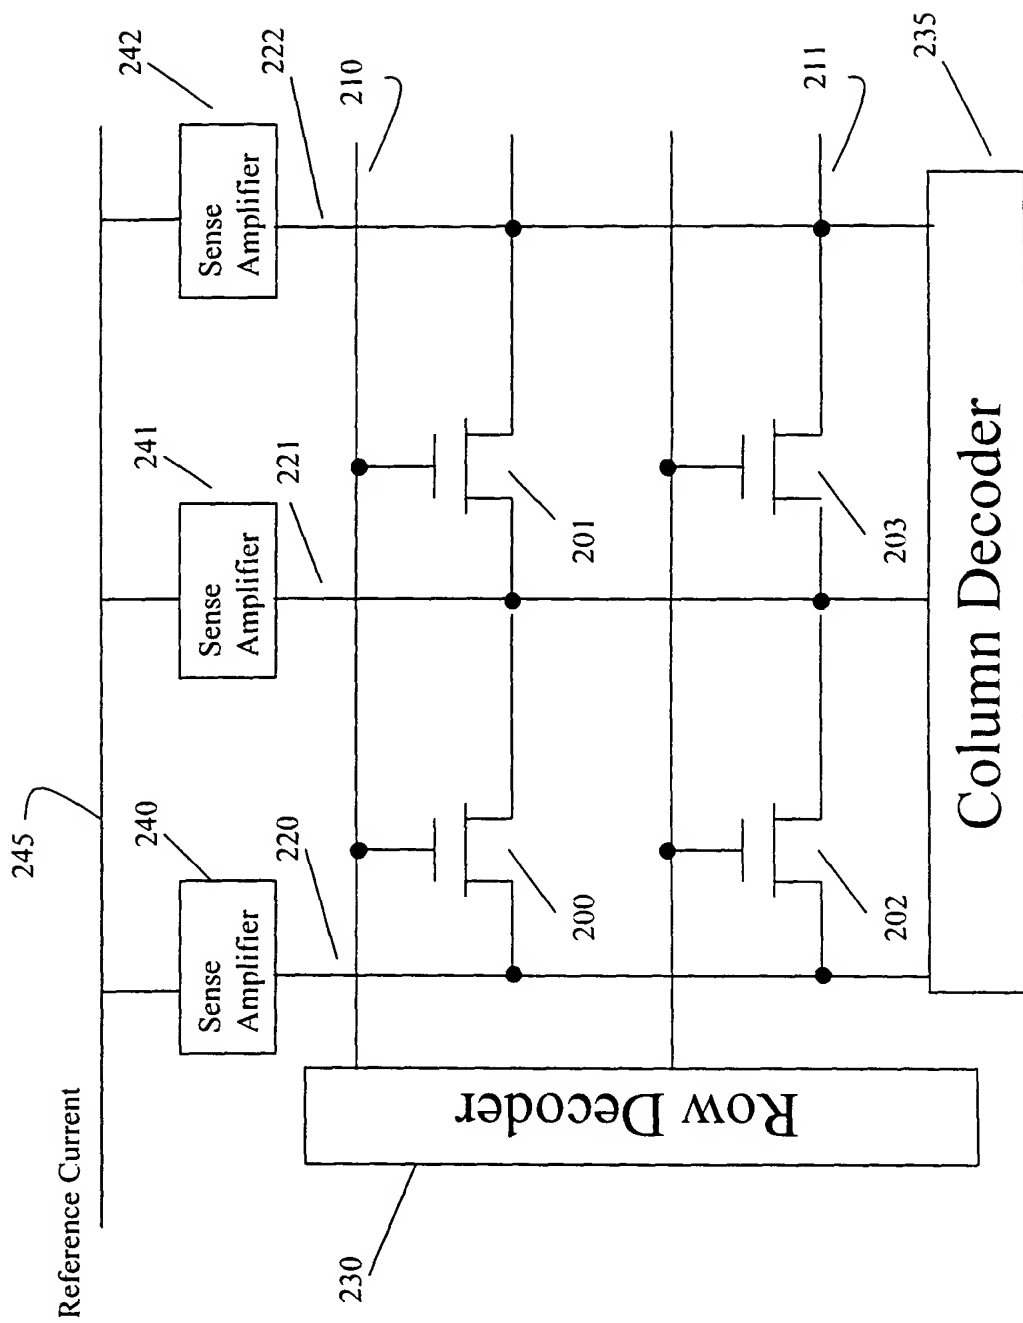 Reference Current
245
240
241
242
Sense
Amplifier
Sense
Amplifier
Sense
Amplifier
220
221
222
210
200
201
202
203
211
230
Row Decoder
Column Decoder
235